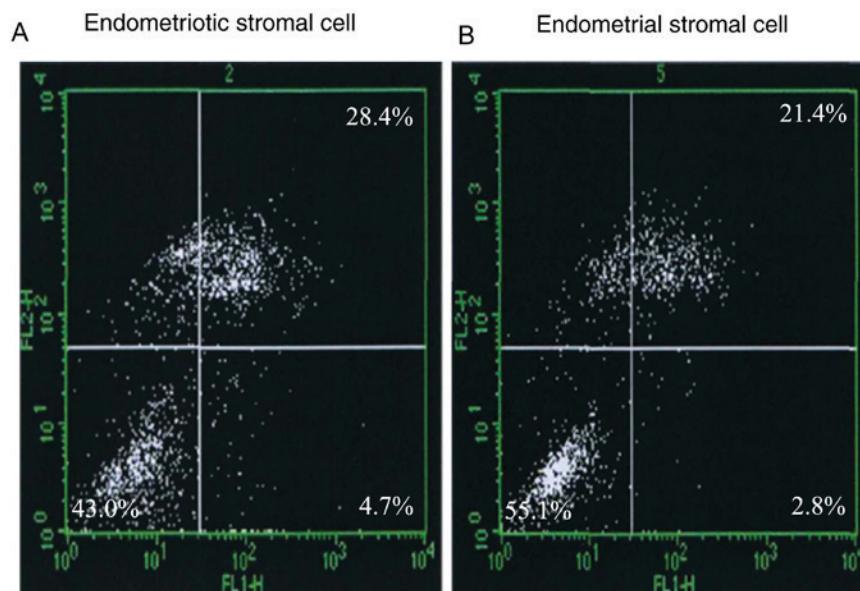 A
Endometriotic stromal cell
2
28.4%
43.0%
4.7%
10⁰ 10¹ 10² 10³ 10⁴
FL2-H
10⁰ 10¹ 10² 10³ 10⁴
FL1-H
B
Endometrial stromal cell
5
21.4%
55.1%
2.8%
10⁰ 10¹ 10² 10³ 10⁴
FL2-H
10⁰ 10¹ 10² 10³ 10
FL1-H